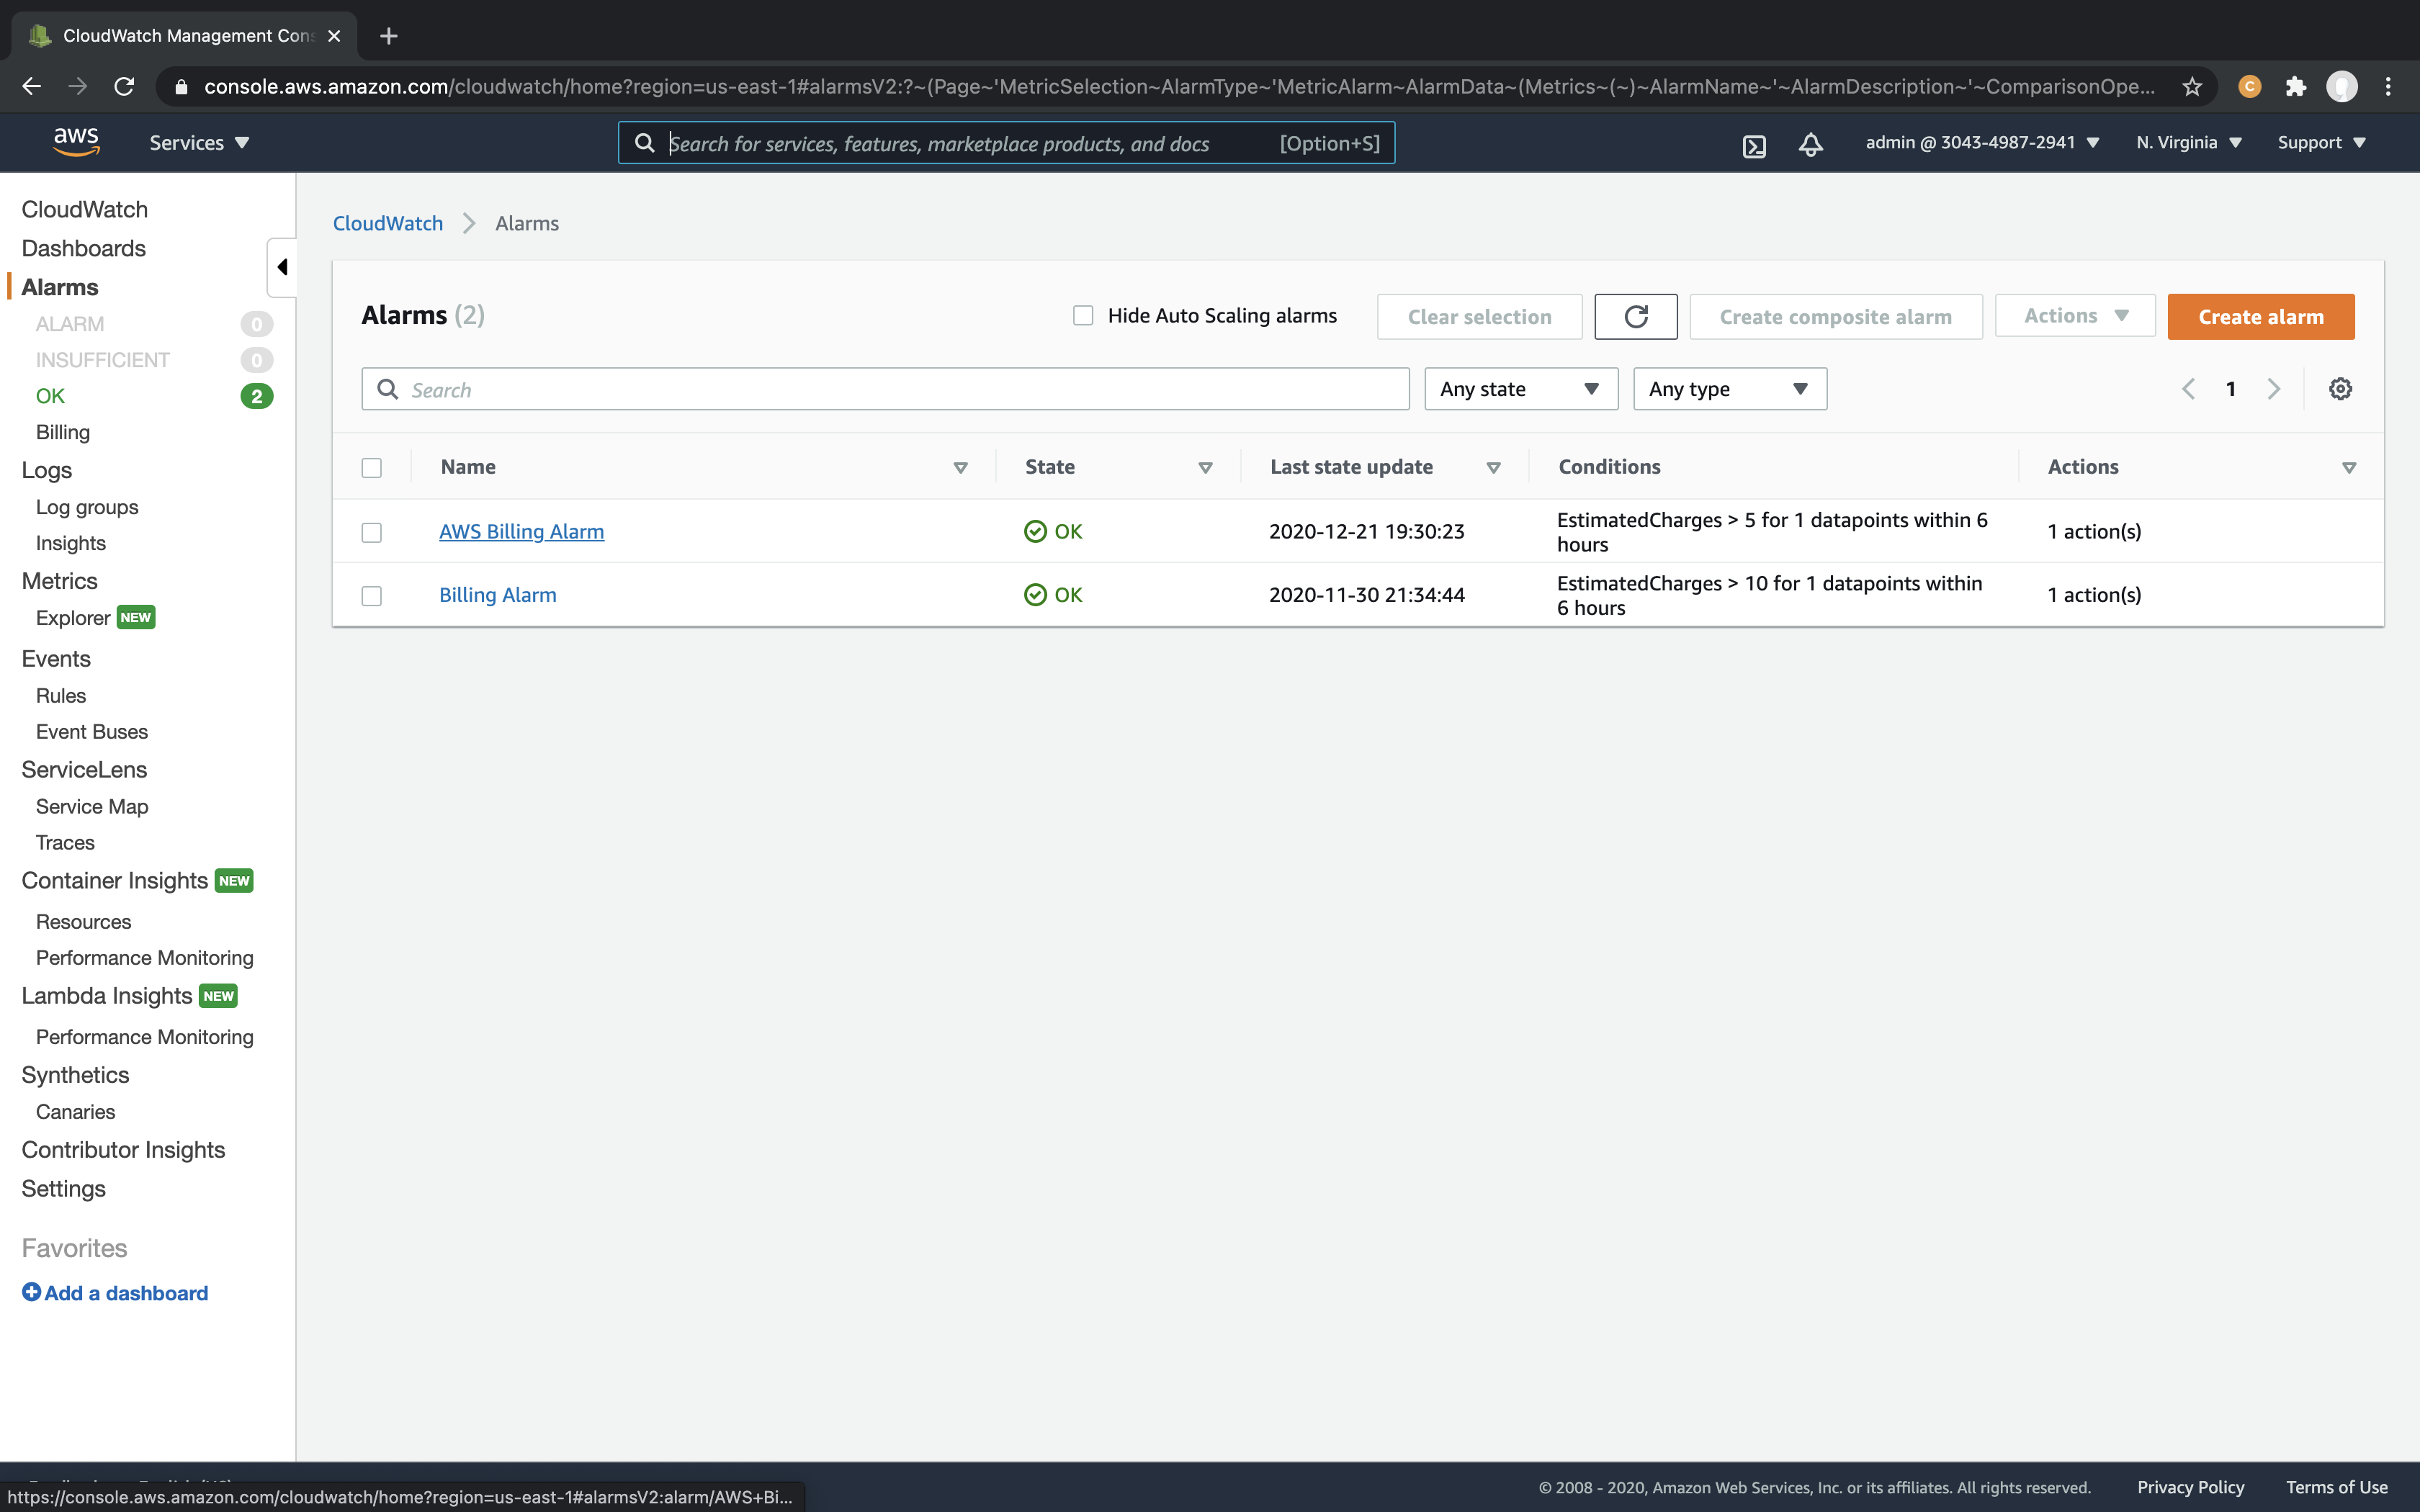 CloudWatch Management Con
console.aws.amazon.com/cloudwatch/home?region=us-east-1#alarmsV2:?~(Page~'MetricSelection~AlarmType~'MetricAlarm~AlarmData~(Metrics~(~)~AlarmName~'~AlarmDescription~'~ComparisonOpe...
C
aws
Services
Search for services, features, marketplace products, and docs
[Option+S]
admin @ 3043-4987-2941
N. Virginia
Support
CloudWatch
Dashboards
Alarms
ALARM 0
INSUFFICIENT 0
OK 2
Billing
Logs
Log groups
Insights
Metrics
Explorer NEW
Events
Rules
Event Buses
ServiceLens
Service Map
Traces
Container Insights NEW
Resources
Performance Monitoring
Lambda Insights NEW
Performance Monitoring
Synthetics
Canaries
Contributor Insights
Settings
Favorites
Add a dashboard
CloudWatch > Alarms
Alarms (2)
Hide Auto Scaling alarms
Clear selection
Create composite alarm
Actions
Create alarm
Search
Any state
Any type
1
Name State Last state update Conditions Actions
AWS Billing Alarm OK 2020-12-21 19:30:23 EstimatedCharges > 5 for 1 datapoints within 6
hours
1 action(s)
Billing Alarm OK 2020-11-30 21:34:44 EstimatedCharges > 10 for 1 datapoints within
6 hours
1 action(s)
https://console.aws.amazon.com/cloudwatch/home?region=us-east-1#alarmsV2:alarm/AWS+Bi...
© 2008 - 2020, Amazon Web Services, Inc. or its affiliates. All rights reserved.
Privacy Policy
Terms of Use